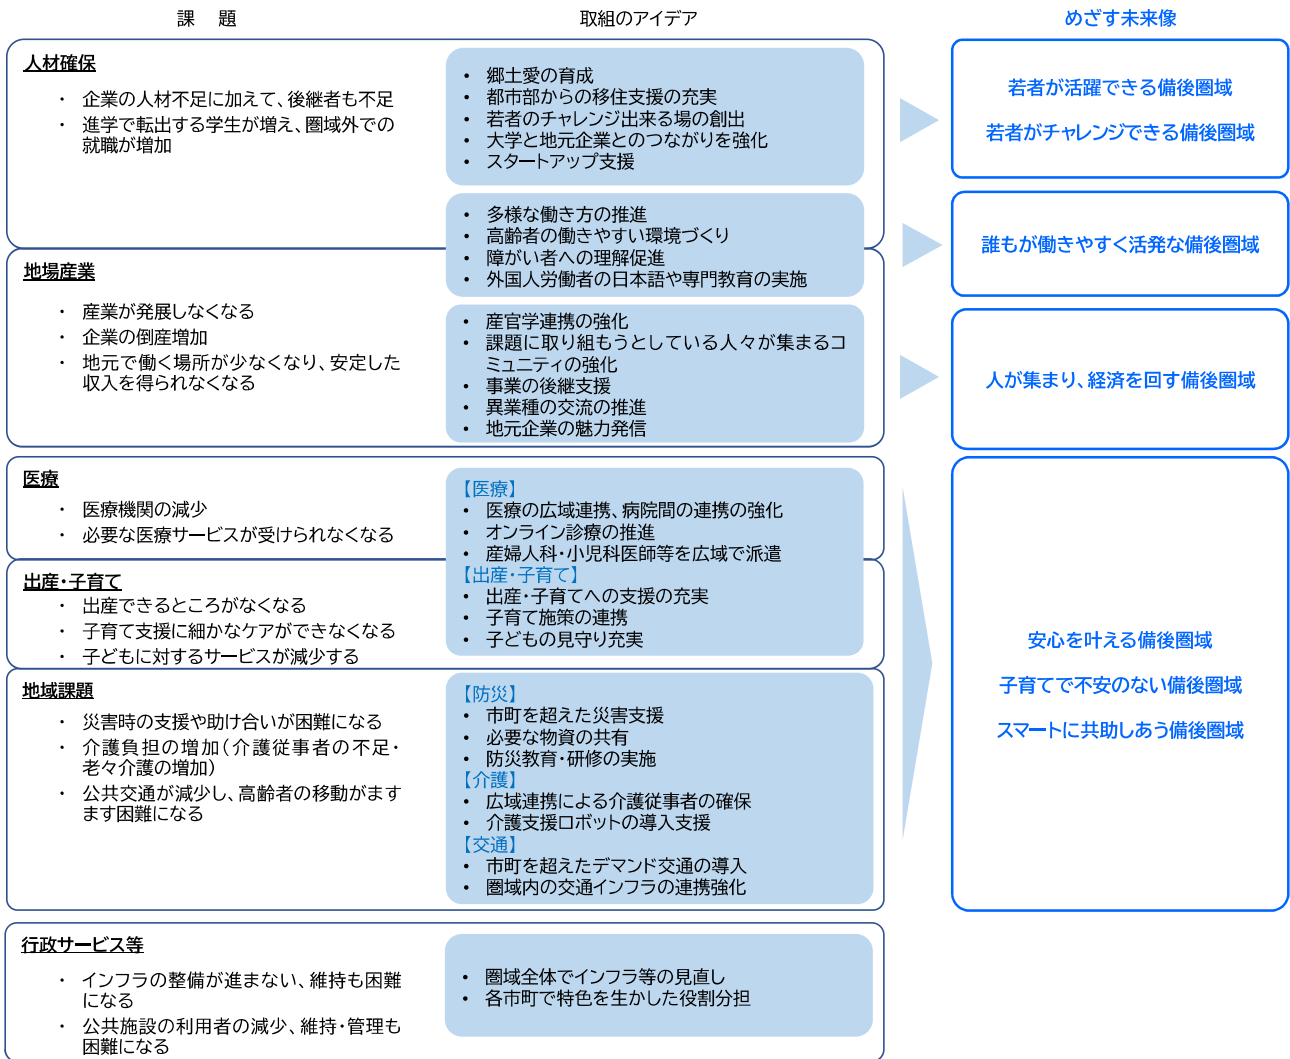 課　題
取組のアイデア
めざす未来像
人材確保
・ 企業の人材不足に加えて、後継者も不足
・ 進学で転出する学生が増え、圏域外での
就職が増加
• 郷土愛の育成
• 都市部からの移住支援の充実
• 若者のチャレンジ出来る場の創出
• 大学と地元企業とのつながりを強化
• スタートアップ支援
若者が活躍できる備後圏域
若者がチャレンジできる備後圏域
• 多様な働き方の推進
• 高齢者の働きやすい環境づくり
• 障がい者への理解促進
• 外国人労働者の日本語や専門教育の実施
誰もが働きやすく活発な備後圏域
地場産業
・ 産業が発展しなくなる
・ 企業の倒産増加
・ 地元で働く場所が少なくなり、安定した
収入を得られなくなる
• 産官学連携の強化
• 課題に取り組もうとしている人々が集まるコ
ミュニティの強化
• 事業の後継支援
• 異業種の交流の推進
• 地元企業の魅力発信
人が集まり、経済を回す備後圏域
医療
・ 医療機関の減少
・ 必要な医療サービスが受けられなくなる
【医療】
• 医療の広域連携、病院間の連携の強化
• オンライン診療の推進
• 産婦人科・小児科医師等を広域で派遣
出産・子育て
・ 出産できるところがなくなる
・ 子育て支援に細かなケアができなくなる
・ 子どもに対するサービスが減少する
【出産・子育て】
• 出産・子育てへの支援の充実
• 子育て施策の連携
• 子どもの見守り充実
地域課題
・ 災害時の支援や助け合いが困難になる
・ 介護負担の増加(介護従事者の不足・
老々介護の増加)
・ 公共交通が減少し、高齢者の移動がます
ます困難になる
【防災】
• 市町を超えた災害支援
• 必要な物資の共有
• 防災教育・研修の実施
【介護】
• 広域連携による介護従事者の確保
• 介護支援ロボットの導入支援
【交通】
• 市町を超えたデマンド交通の導入
• 圏域内の交通インフラの連携強化
安心を叶える備後圏域
子育てで不安のない備後圏域
スマートに共助しあう備後圏域
行政サービス等
・ インフラの整備が進まない、維持も困難
になる
・ 公共施設の利用者の減少、維持・管理も
困難になる
• 圏域全体でインフラ等の見直し
• 各市町で特色を生かした役割分担